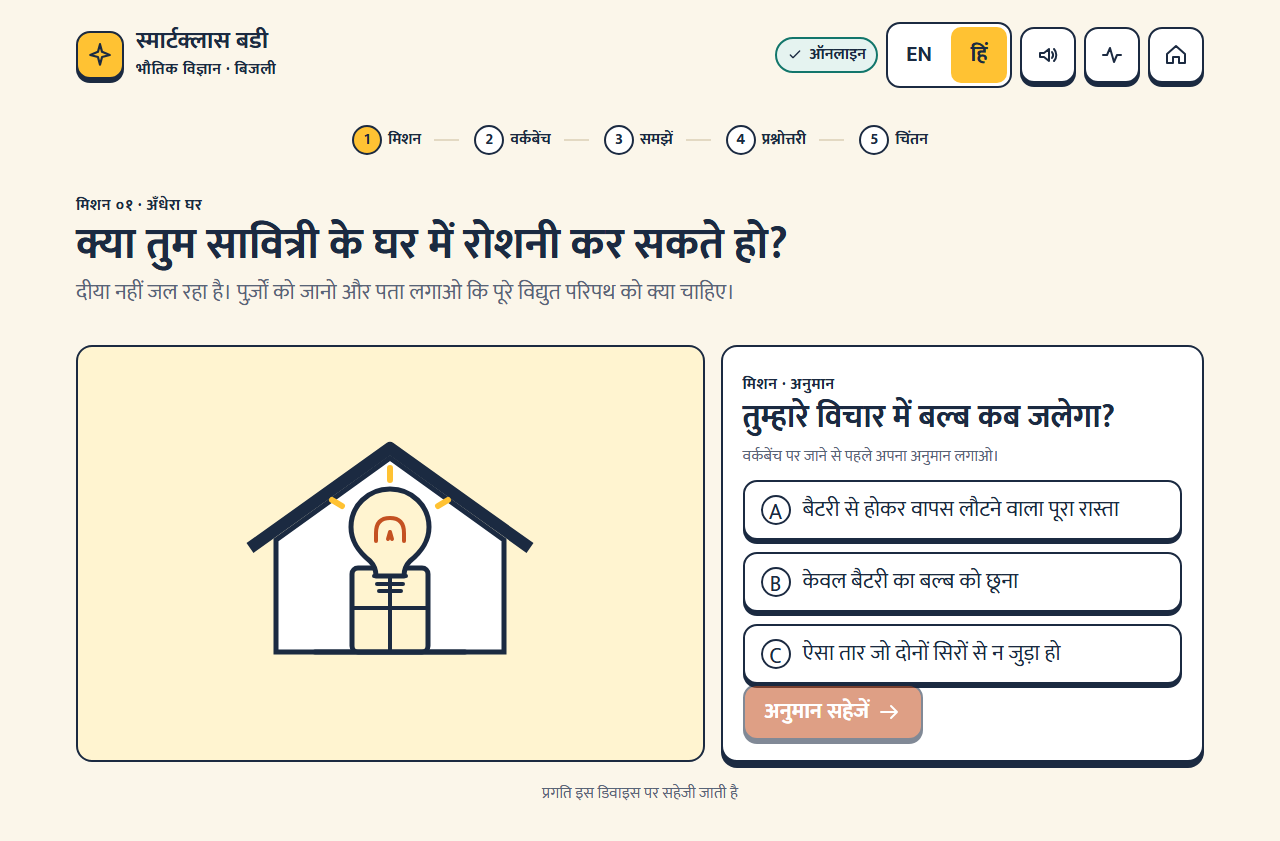 स्मार्टक्लास बडी
भौतिक विज्ञान · बिजली
ऑनलाइन
EN
हिं
1 मिशन
2 वर्कबेंच
3 समझें
4 प्रश्नोत्तरी
5 चिंतन
मिशन ०१ · अँधेरा घर
क्या तुम सावित्री के घर में रोशनी कर सकते हो?
दीया नहीं जल रहा है। पुर्ज़ों को जानो और पता लगाओ कि पूरे विद्युत परिपथ को क्या चाहिए।
मिशन · अनुमान
तुम्हारे विचार में बल्ब कब जलेगा?
वर्कबेंच पर जाने से पहले अपना अनुमान लगाओ।
A बैटरी से होकर वापस लौटने वाला पूरा रास्ता
B केवल बैटरी का बल्ब को छूना
C ऐसा तार जो दोनों सिरों से न जुड़ा हो
अनुमान सहेजें →
प्रगति इस डिवाइस पर सहेजी जाती है